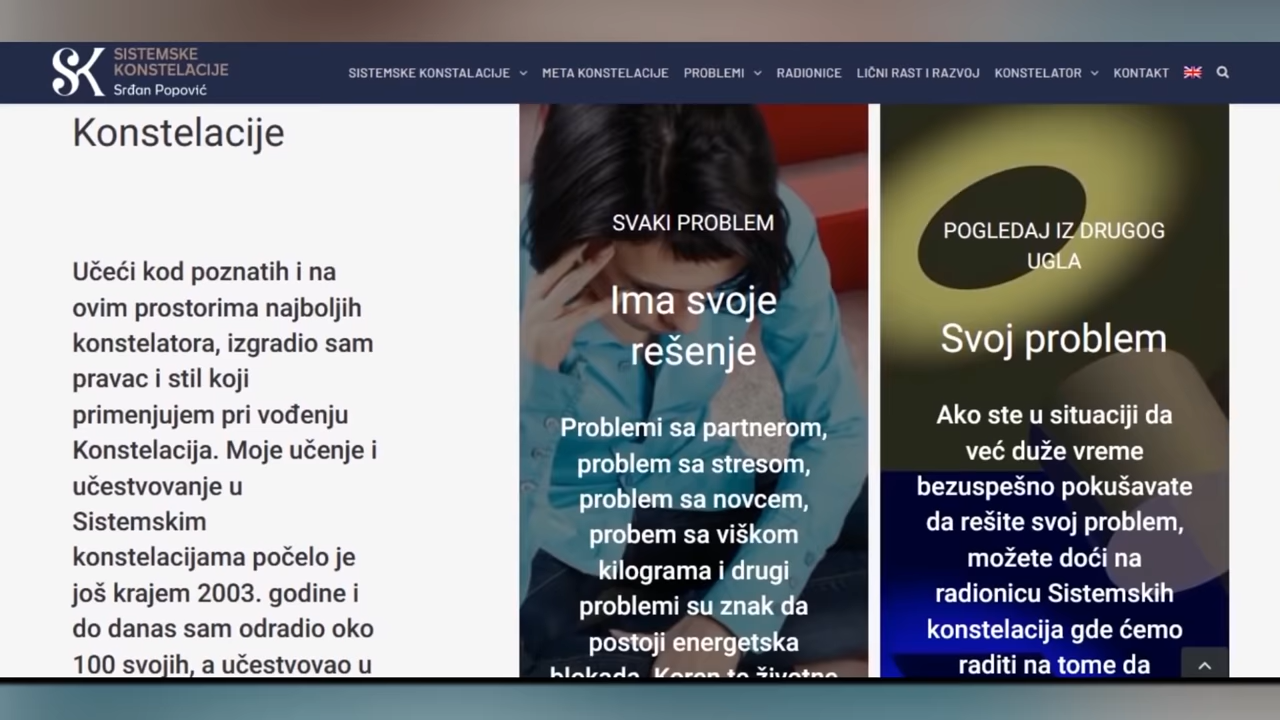 SISTEMSKE
KONSTELACIJE
Srđan Popović
SISTEMSKE KONSTALACIJE
META KONSTELACIJE
PROBLEMI
RADIONICE
LIČNI RAST I RAZVOJ
KONSTELATOR
KONTAKT
Konstelacije
Učeći kod poznatih i na
ovim prostorima najboljih
konstelatora, izgradio sam
pravac i stil koji
primenjujem pri vođenju
Konstelacija. Moje učenje i
učestvovanje u
Sistemskim
konstelacijama počelo je
još krajem 2003. godine i
do danas sam odradio oko
100 svojih, a učestvovao u
SVAKI PROBLEM
Ima svoje
rešenje
Problemi sa partnerom,
problem sa stresom,
problem sa novcem,
probem sa viškom
kilograma i drugi
problemi su znak da
postoji energetska
blokada. Koren te životne
POGLEDAJ IZ DRUGOG
UGLA
Svoj problem
Ako ste u situaciji da
već duže vreme
bezuspešno pokušavate
da rešite svoj problem,
možete doći na
radionicu Sistemskih
konstelacija gde ćemo
raditi na tome da